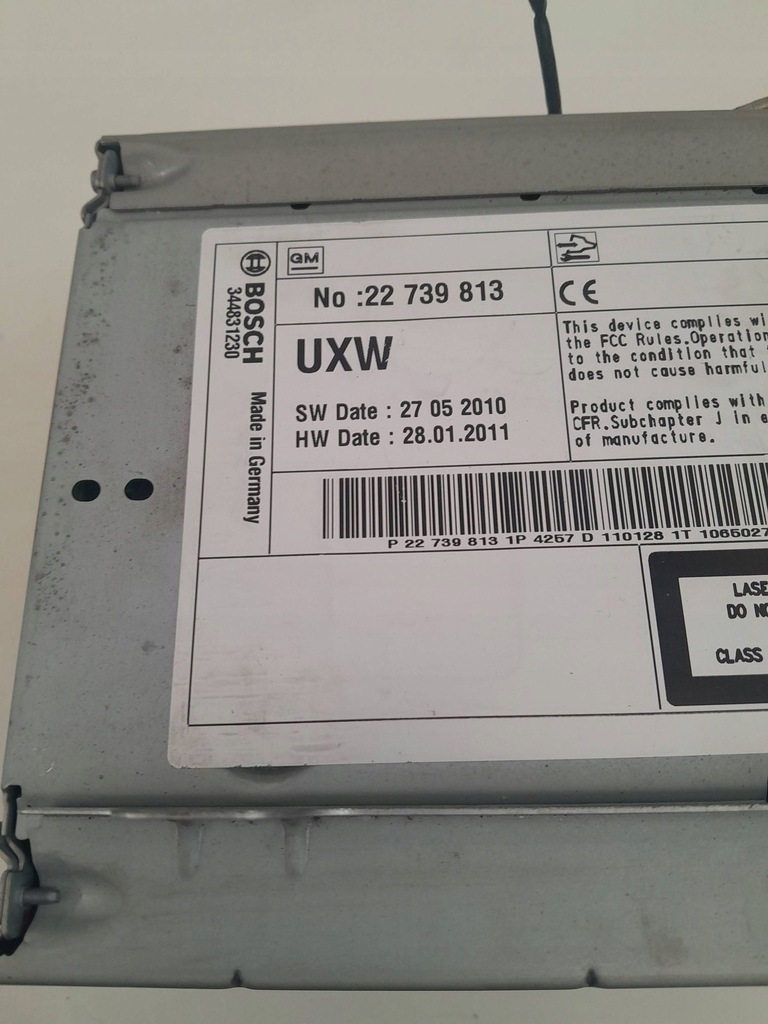 BOSCH
344831230
Made in Germany
GM
No :22 739 813
UXW
SW Date : 27 05 2010
HW Date : 28.01.2011
CE
This device complies wi
the FCC Rules.Operation
to the condition that
does not cause harmful
Product complies with
CFR.Subchapter J in e
of manufacture.
P 22 739 813 1P 4257 D 110128 1T 1065027
LASE
DO NO
CLASS